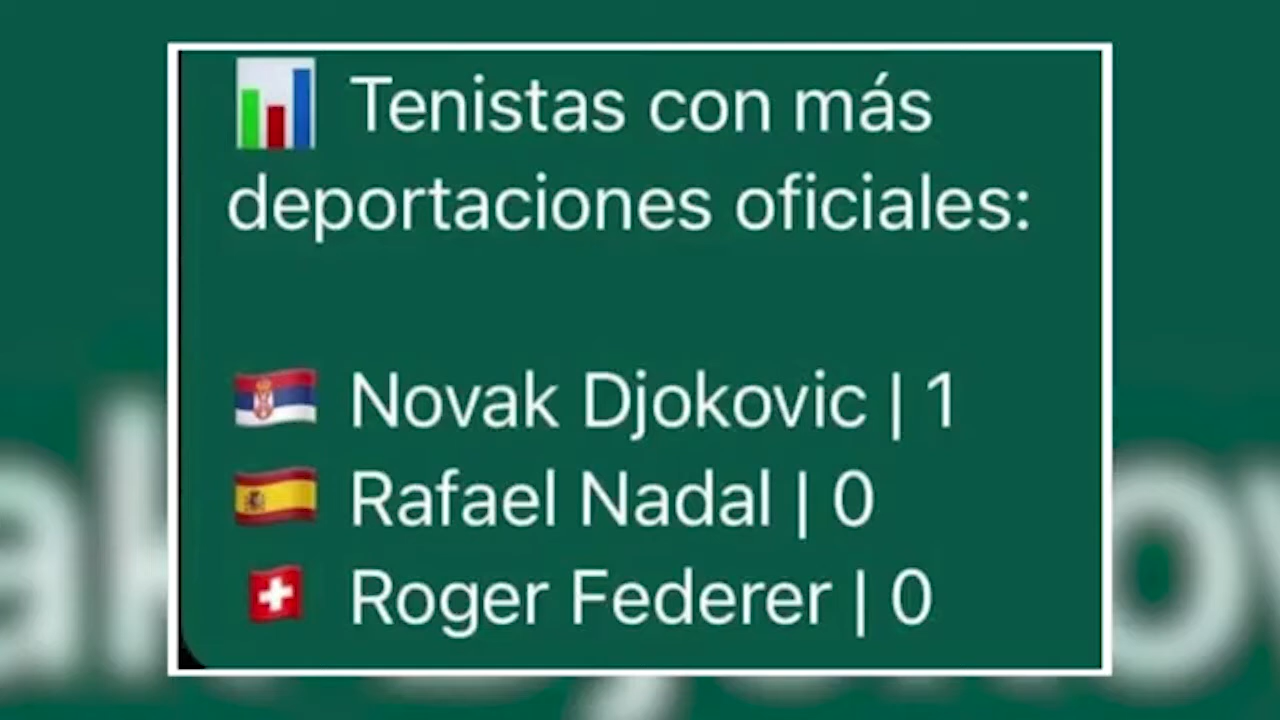 📊 Tenistas con más
deportaciones oficiales:
🇷🇸 Novak Djokovic | 1
🇪🇸 Rafael Nadal | 0
🇨🇭 Roger Federer | 0